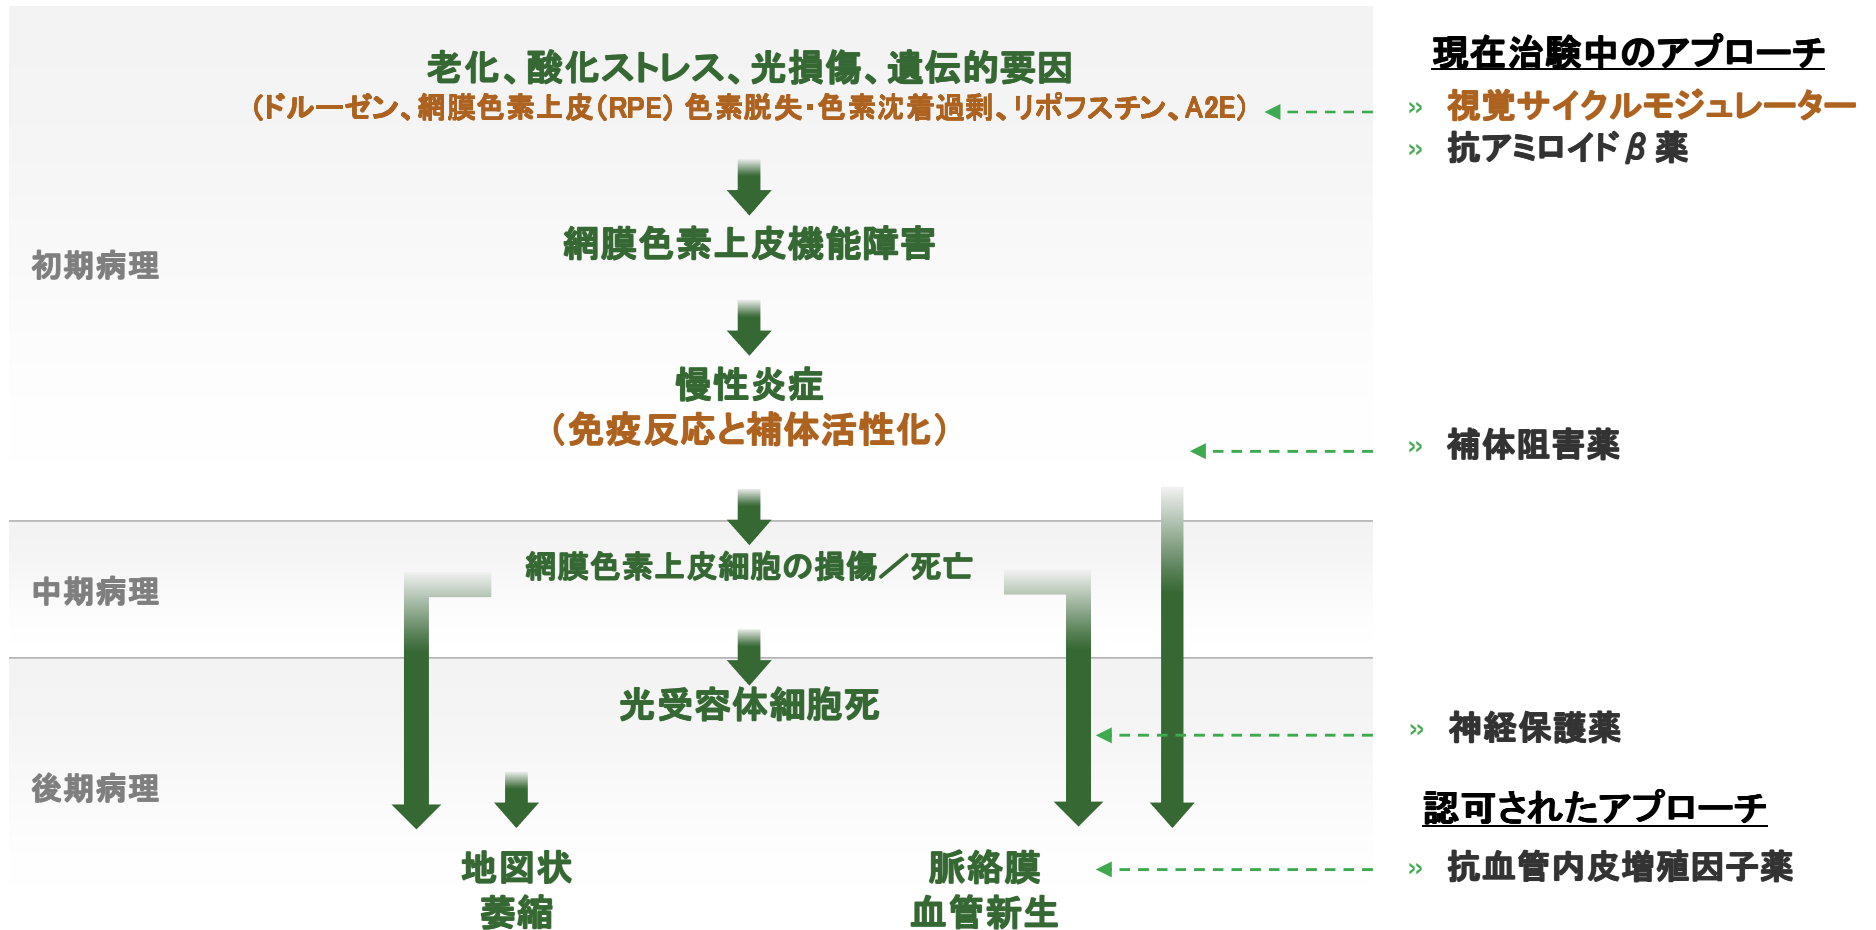 老化、酸化ストレス、光損傷、遺伝的要因
(ドルーゼン、網膜色素上皮(RPE) 色素脱失・色素沈着過剰、リポフスチン、A2E)
網膜色素上皮機能障害
初期病理
慢性炎症
(免疫反応と補体活性化)
網膜色素上皮細胞の損傷／死亡
中期病理
光受容体細胞死
後期病理
地図状
萎縮
脈絡膜
血管新生
現在治験中のアプローチ
» 視覚サイクルモジュレーター
» 抗アミロイドβ薬
» 補体阻害薬
» 神経保護薬
認可されたアプローチ
» 抗血管内皮増殖因子薬